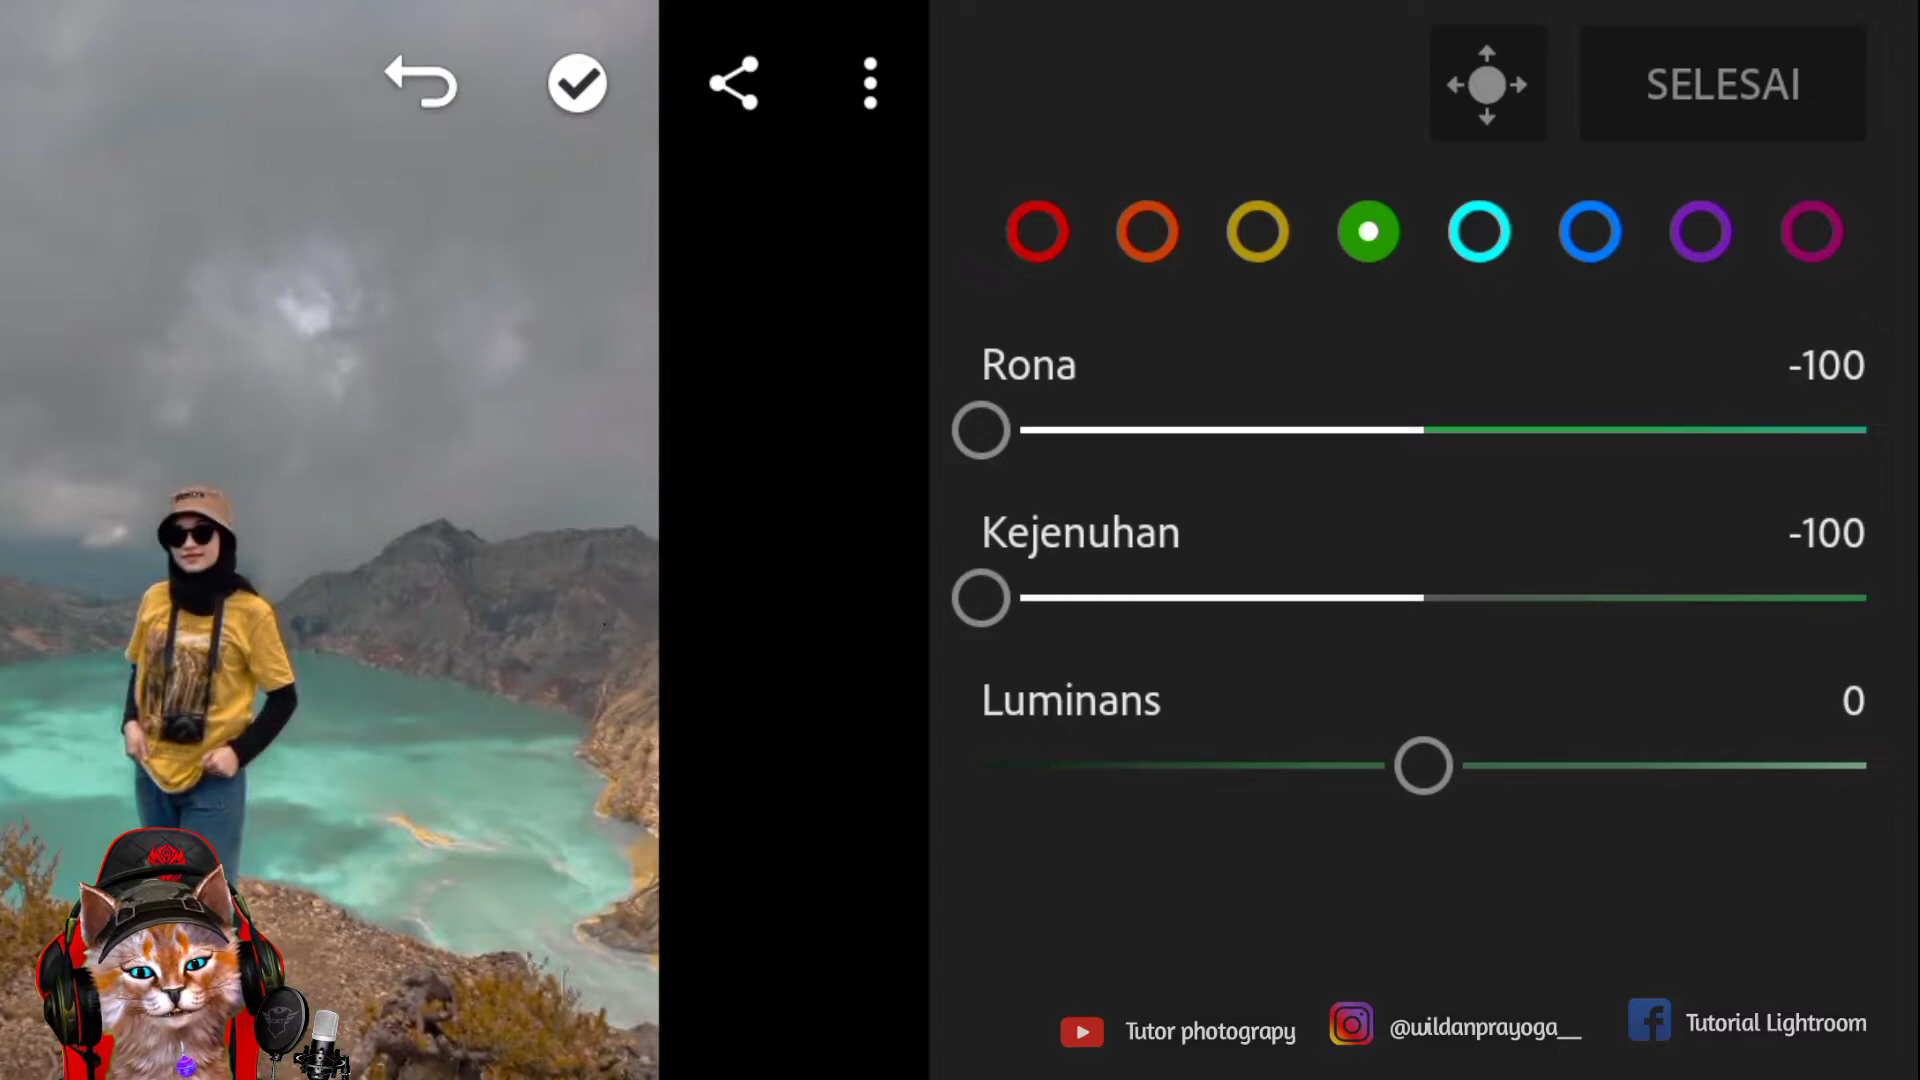 SELESAI
Rona -100
Kejenuhan -100
Luminans 0
Tutor photograpy @wildanprayoga__ Tutorial Lightroom